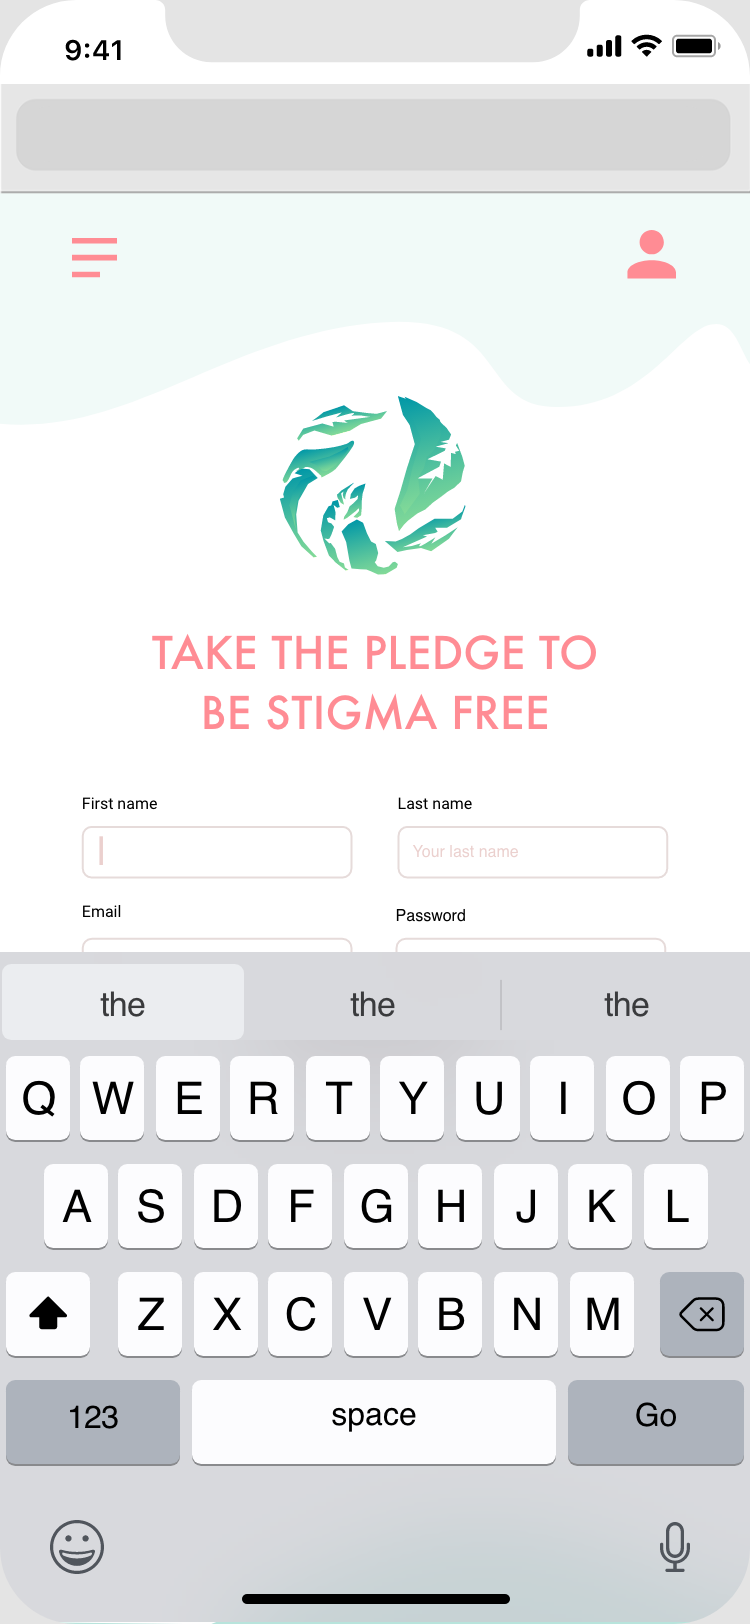 9:41
TAKE THE PLEDGE TO
BE STIGMA FREE
First name
Last name
Your last name
Email
Password
the the the
Q W E R T Y U I O P
A S D F G H J K L
Z X C V B N M
123 space Go